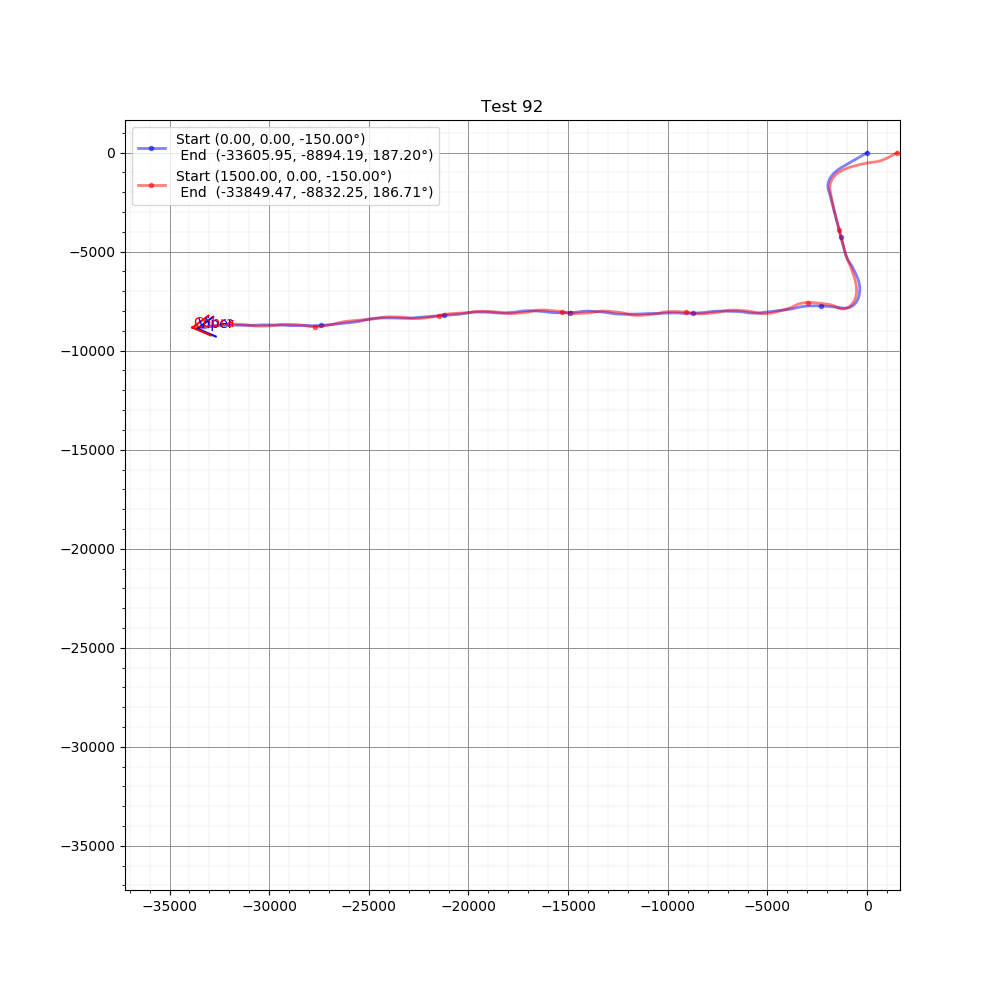 Test 92
Start (0.00, 0.00, -150.00°)
End (-33605.95, -8894.19, 187.20°)
Start (1500.00, 0.00, -150.00°)
End (-33849.47, -8832.25, 186.71°)
0
−5000
−10000
−15000
−20000
−25000
−30000
−35000
−35000 −30000 −25000 −20000 −15000 −10000 −5000 0